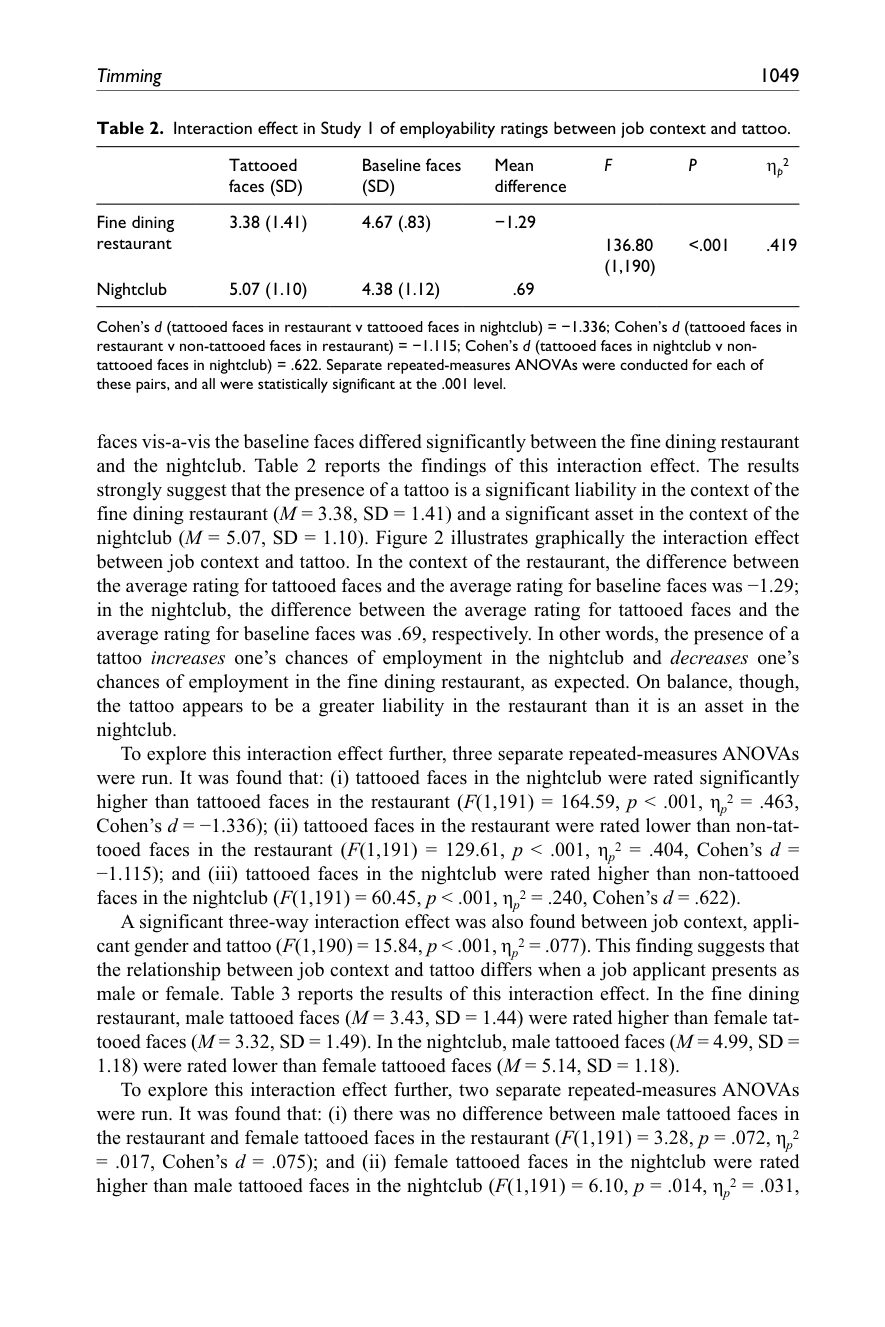 Timming 1049
Table 2. Interaction effect in Study 1 of employability ratings between job context and tattoo.
Tattooed Baseline faces Mean F P ηp2
faces (SD) (SD) difference
Fine dining 3.38 (1.41) 4.67 (.83) −1.29
restaurant 136.80 <.001 .419
(1,190)
Nightclub 5.07 (1.10) 4.38 (1.12) .69
Cohen’s d (tattooed faces in restaurant v tattooed faces in nightclub) = −1.336; Cohen’s d (tattooed faces in
restaurant v non-tattooed faces in restaurant) = −1.115; Cohen’s d (tattooed faces in nightclub v non-
tattooed faces in nightclub) = .622. Separate repeated-measures ANOVAs were conducted for each of
these pairs, and all were statistically significant at the .001 level.
faces vis-a-vis the baseline faces differed significantly between the fine dining restaurant
and the nightclub. Table 2 reports the findings of this interaction effect. The results
strongly suggest that the presence of a tattoo is a significant liability in the context of the
fine dining restaurant (M = 3.38, SD = 1.41) and a significant asset in the context of the
nightclub (M = 5.07, SD = 1.10). Figure 2 illustrates graphically the interaction effect
between job context and tattoo. In the context of the restaurant, the difference between
the average rating for tattooed faces and the average rating for baseline faces was −1.29;
in the nightclub, the difference between the average rating for tattooed faces and the
average rating for baseline faces was .69, respectively. In other words, the presence of a
tattoo increases one’s chances of employment in the nightclub and decreases one’s
chances of employment in the fine dining restaurant, as expected. On balance, though,
the tattoo appears to be a greater liability in the restaurant than it is an asset in the
nightclub.
To explore this interaction effect further, three separate repeated-measures ANOVAs
were run. It was found that: (i) tattooed faces in the nightclub were rated significantly
higher than tattooed faces in the restaurant (F(1,191) = 164.59, p < .001, ηp2 = .463,
Cohen’s d = −1.336); (ii) tattooed faces in the restaurant were rated lower than non-tat-
tooed faces in the restaurant (F(1,191) = 129.61, p < .001, ηp2 = .404, Cohen’s d =
−1.115); and (iii) tattooed faces in the nightclub were rated higher than non-tattooed
faces in the nightclub (F(1,191) = 60.45, p < .001, ηp2 = .240, Cohen’s d = .622).
A significant three-way interaction effect was also found between job context, appli-
cant gender and tattoo (F(1,190) = 15.84, p < .001, ηp2 = .077). This finding suggests that
the relationship between job context and tattoo differs when a job applicant presents as
male or female. Table 3 reports the results of this interaction effect. In the fine dining
restaurant, male tattooed faces (M = 3.43, SD = 1.44) were rated higher than female tat-
tooed faces (M = 3.32, SD = 1.49). In the nightclub, male tattooed faces (M = 4.99, SD =
1.18) were rated lower than female tattooed faces (M = 5.14, SD = 1.18).
To explore this interaction effect further, two separate repeated-measures ANOVAs
were run. It was found that: (i) there was no difference between male tattooed faces in
the restaurant and female tattooed faces in the restaurant (F(1,191) = 3.28, p = .072, ηp2
= .017, Cohen’s d = .075); and (ii) female tattooed faces in the nightclub were rated
higher than male tattooed faces in the nightclub (F(1,191) = 6.10, p = .014, ηp2 = .031,